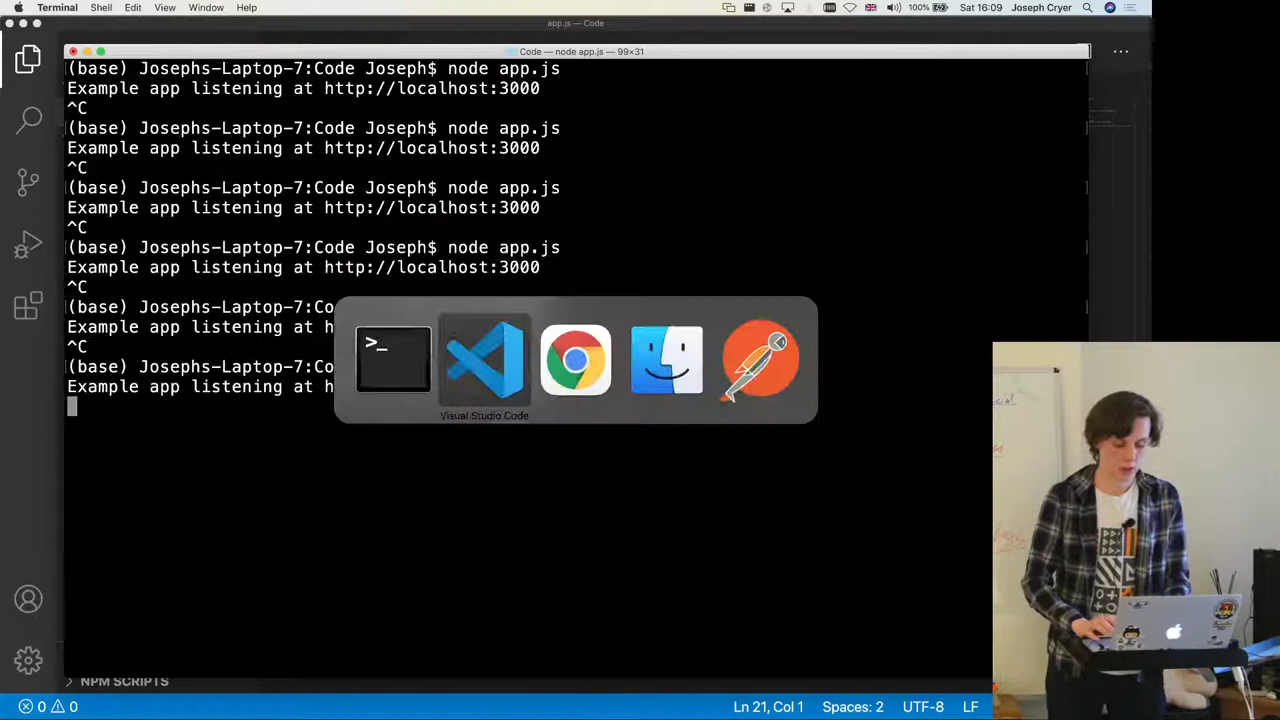 Terminal Shell Edit View Window Help 100% Sat 16:09 Joseph Cryer
app.js — Code
Code — node app.js — 99×31
(base) Josephs-Laptop-7:Code Joseph$ node app.js
Example app listening at http://localhost:3000
^C
(base) Josephs-Laptop-7:Code Joseph$ node app.js
Example app listening at http://localhost:3000
^C
(base) Josephs-Laptop-7:Code Joseph$ node app.js
Example app listening at http://localhost:3000
^C
(base) Josephs-Laptop-7:Code Joseph$ node app.js
Example app listening at http://localhost:3000
^C
(base) Josephs-Laptop-7:Co
Example app listening at h
^C
(base) Josephs-Laptop-7:Co
Example app listening at h
>_
Visual Studio Code
NPM SCRIPTS
0 0 Ln 21, Col 1 Spaces: 2 UTF-8 LF